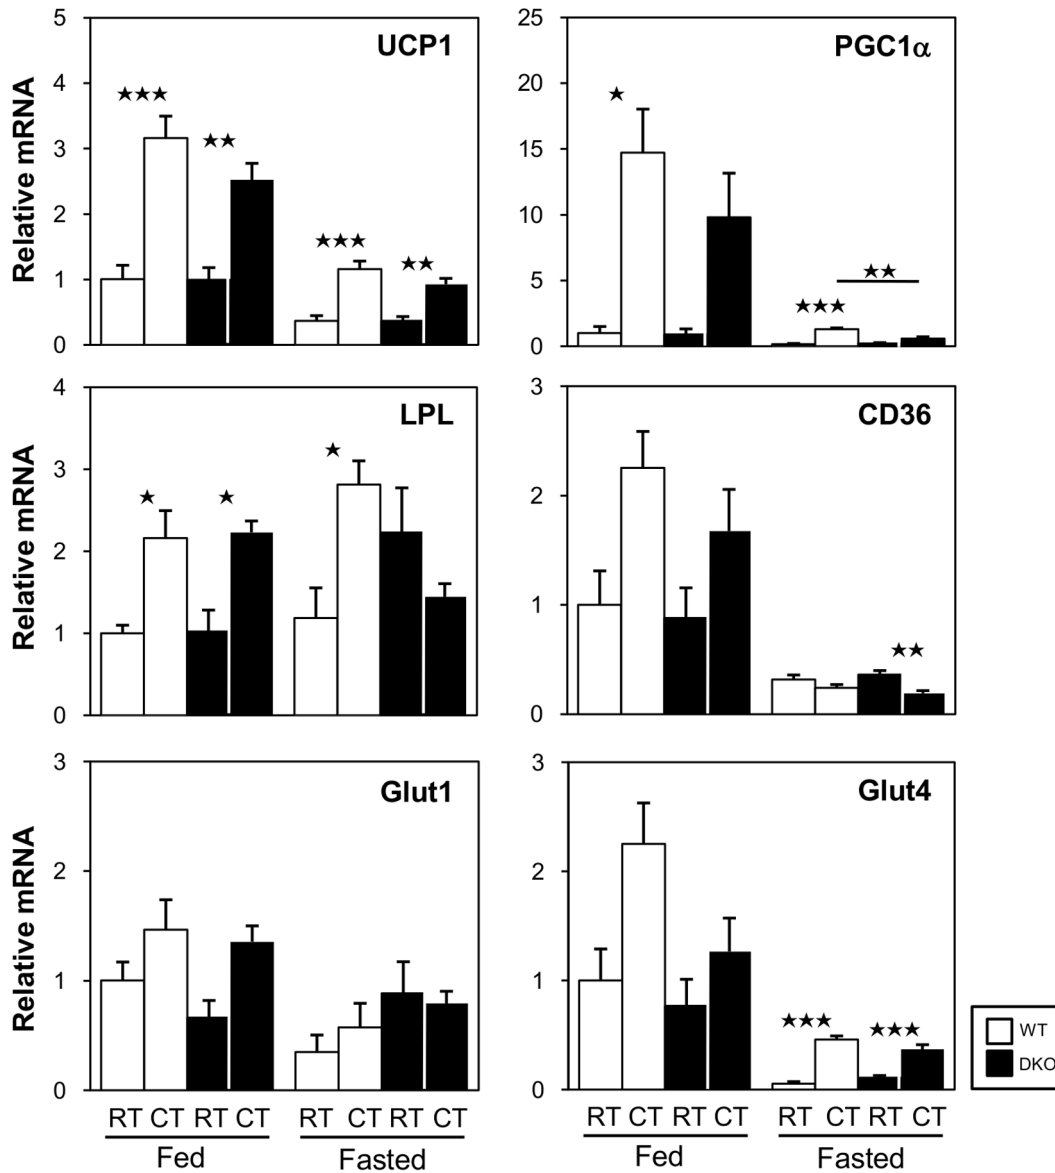 UCP1
Relative mRNA
5
4
3
2
1
0
★★★
★★
★★★
★★
PGC1α
25
20
15
10
5
0
★
★★★
★★
LPL
Relative mRNA
4
3
2
1
0
★
★
★
CD36
3
2
1
0
★★
Glut1
Relative mRNA
3
2
1
0
RT CT RT CT RT CT RT CT
Fed Fasted
Glut4
3
2
1
0
★★★
★★★
RT CT RT CT RT CT RT CT
Fed Fasted
WT
DKO